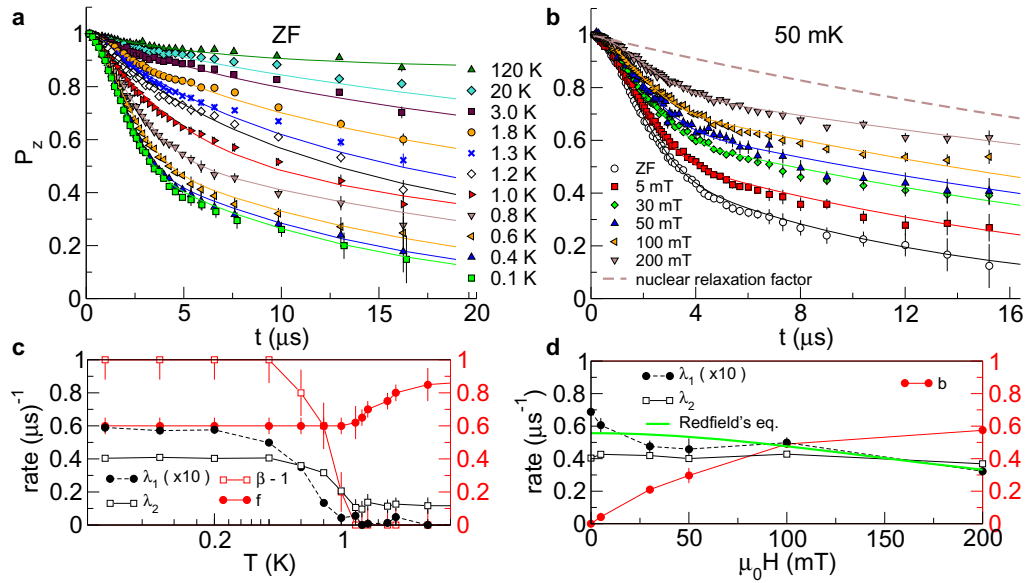 a
ZF
P_z
1
0.8
0.6
0.4
0.2
0
0
5
10
15
20
t (μs)
120 K
20 K
3.0 K
1.8 K
1.3 K
1.2 K
1.0 K
0.8 K
0.6 K
0.4 K
0.1 K
b
50 mK
1
0.8
0.6
0.4
0.2
0
ZF
5 mT
30 mT
50 mT
100 mT
200 mT
nuclear relaxation factor
0
4
8
12
16
t (μs)
c
rate (μs)⁻¹
1
0.8
0.6
0.4
0.2
0
λ₁ (x10)
λ₂
β - 1
f
1
0.8
0.6
0.4
0.2
0
0.2
1
T (K)
d
rate (μs⁻¹)
1
0.8
0.6
0.4
0.2
0
λ₁ (x10)
λ₂
Redfield's eq.
b
1
0.8
0.6
0.4
0.2
0
0
50
100
150
200
μ₀H (mT)